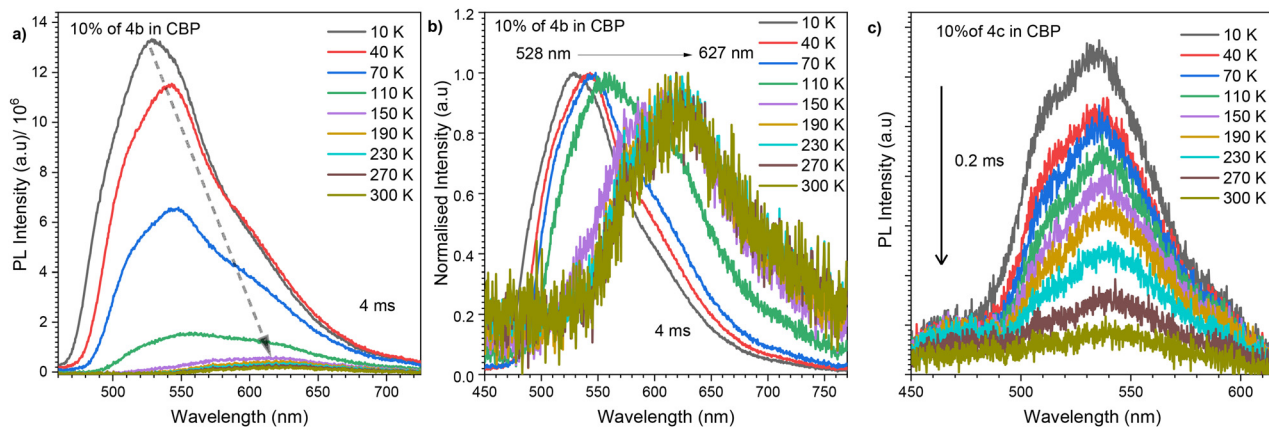 a)
10% of 4b in CBP
10 K
40 K
70 K
110 K
150 K
190 K
230 K
270 K
300 K
4 ms
PL Intensity (a.u)/ 10⁶
14
12
10
8
6
4
2
0
500
550
600
650
700
Wavelength (nm)
b)
10% of 4b in CBP
528 nm
627 nm
10 K
40 K
70 K
110 K
150 K
190 K
230 K
270 K
300 K
4 ms
Normalised Intensity (a.u)
1.0
0.8
0.6
0.4
0.2
0.0
450
500
550
600
650
700
750
Wavelength (nm)
c)
10%of 4c in CBP
10 K
40 K
70 K
110 K
150 K
190 K
230 K
270 K
300 K
0.2 ms
PL Intensity (a.u)
450
500
550
600
Wavelength (nm)